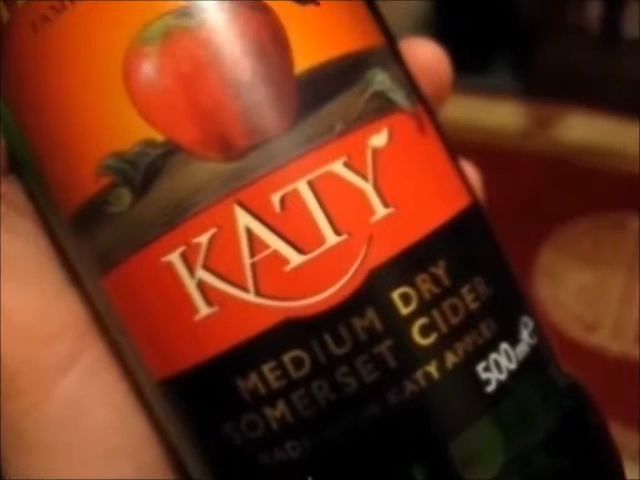 KATY
MEDIUM DRY
SOMERSET CIDER
KATY APPLES
500ml e